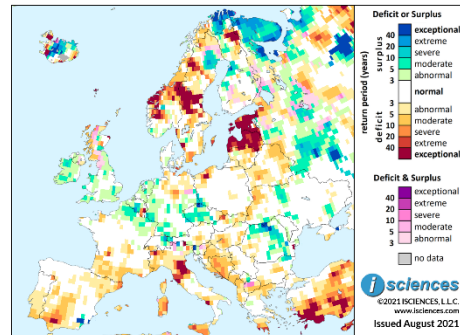 Deficit or Surplus
exceptional
40
extreme
20
severe
10
moderate
5
abnormal
3
normal
3
abnormal
5
moderate
10
severe
20
extreme
40
exceptional
return period (years)
surplus
deficit
Deficit & Surplus
exceptional
40
extreme
20
severe
10
moderate
5
abnormal
3
no data
isciences
©2021 ISCIENCES, L.L.C.
www.isciences.com
Issued August 2021